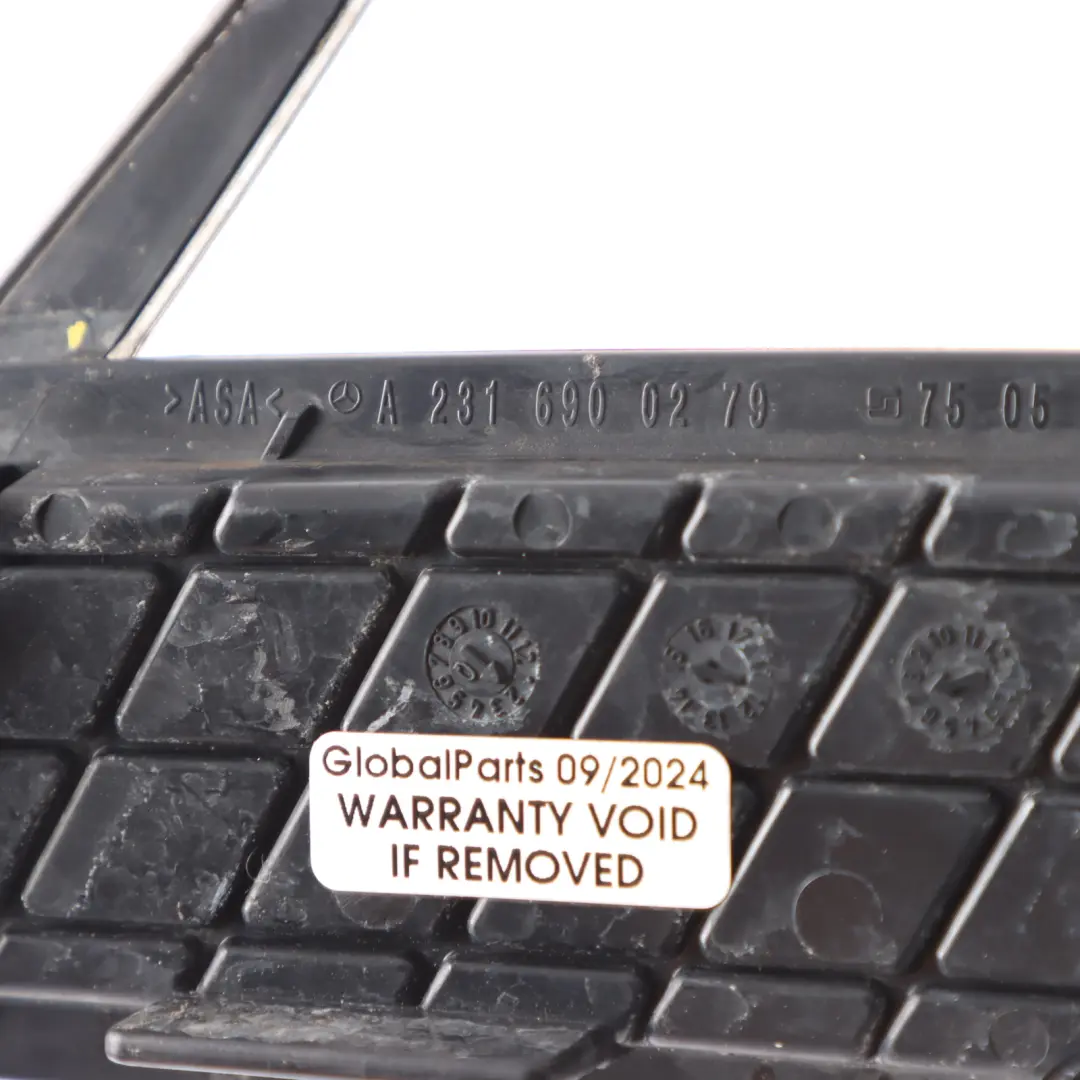 >ASA< A 231 690 02 79 75 05
GlobalParts 09/2024
WARRANTY VOID
IF REMOVED